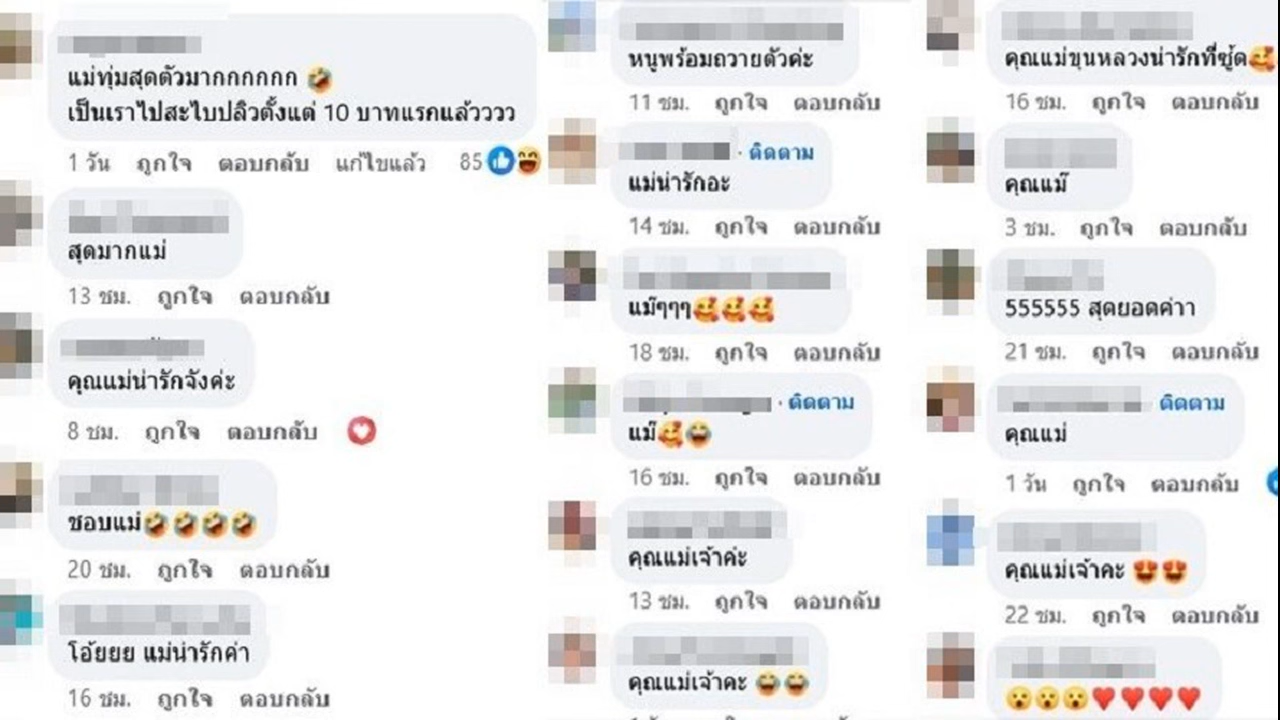 แม่ทุ่มสุดตัวมากกกกกก 🤣
เป็นเราไปสะไบปลิวตั้งแต่ 10 บาทแรกแล้วววว
1 วัน ถูกใจ ตอบกลับ แก้ไขแล้ว 85
สุดมากแม่
13 ชม. ถูกใจ ตอบกลับ
คุณแม่น่ารักจังค่ะ
8 ชม. ถูกใจ ตอบกลับ
ชอบแม่🤣🤣🤣🤣
20 ชม. ถูกใจ ตอบกลับ
โอ้ยยย แม่น่ารักค่า
16 ชม. ถูกใจ ตอบกลับ
หนูพร้อมถวายตัวค่ะ
11 ชม. ถูกใจ ตอบกลับ
· ติดตาม
แม่น่ารักอะ
14 ชม. ถูกใจ ตอบกลับ
แม๊ๆๆๆ🥰🥰🥰
18 ชม. ถูกใจ ตอบกลับ
· ติดตาม
แม๊🥰😂
16 ชม. ถูกใจ ตอบกลับ
คุณแม่เจ้าค่ะ
13 ชม. ถูกใจ ตอบกลับ
คุณแม่เจ้าคะ 😂😂
คุณแม่ขุนหลวงน่ารักที่ซู้ด🥰
16 ชม. ถูกใจ ตอบกลับ
คุณแม๊
3 ชม. ถูกใจ ตอบกลับ
555555 สุดยอดค่าา
21 ชม. ถูกใจ ตอบกลับ
ติดตาม
คุณแม่
1 วัน ถูกใจ ตอบกลับ
คุณแม่เจ้าคะ 😍😍
22 ชม. ถูกใจ ตอบกลับ
😮😮😮❤️❤️❤️❤️